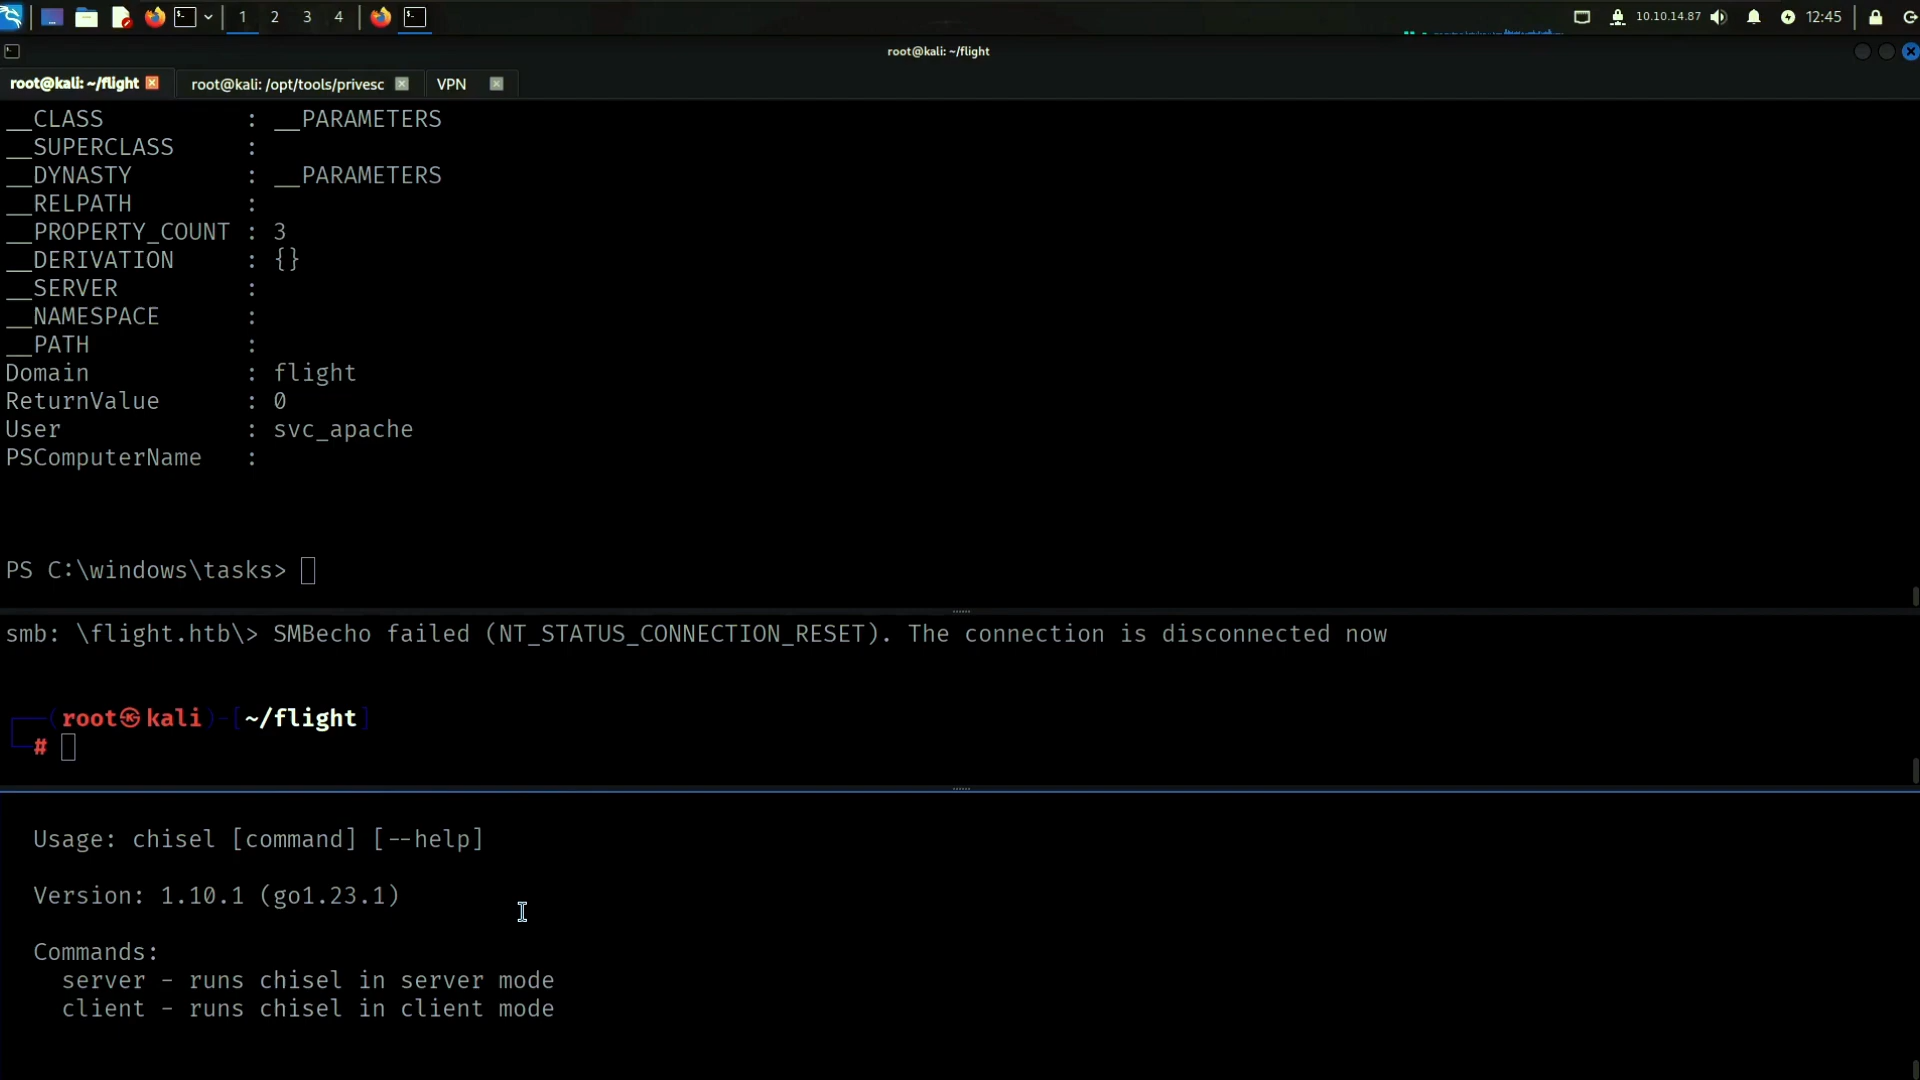 1 2 3 4
10.10.14.87
12:45
root@kali: ~/flight
root@kali: ~/flight
root@kali: /opt/tools/privesc
VPN
__CLASS : __PARAMETERS
__SUPERCLASS :
__DYNASTY : __PARAMETERS
__RELPATH :
__PROPERTY_COUNT : 3
__DERIVATION : {}
__SERVER :
__NAMESPACE :
__PATH :
Domain : flight
ReturnValue : 0
User : svc_apache
PSComputerName :
PS C:\windows\tasks>
smb: \flight.htb\> SMBecho failed (NT_STATUS_CONNECTION_RESET). The connection is disconnected now
(root㉿kali)-[~/flight]
#
Usage: chisel [command] [--help]
Version: 1.10.1 (go1.23.1)
Commands:
server - runs chisel in server mode
client - runs chisel in client mode